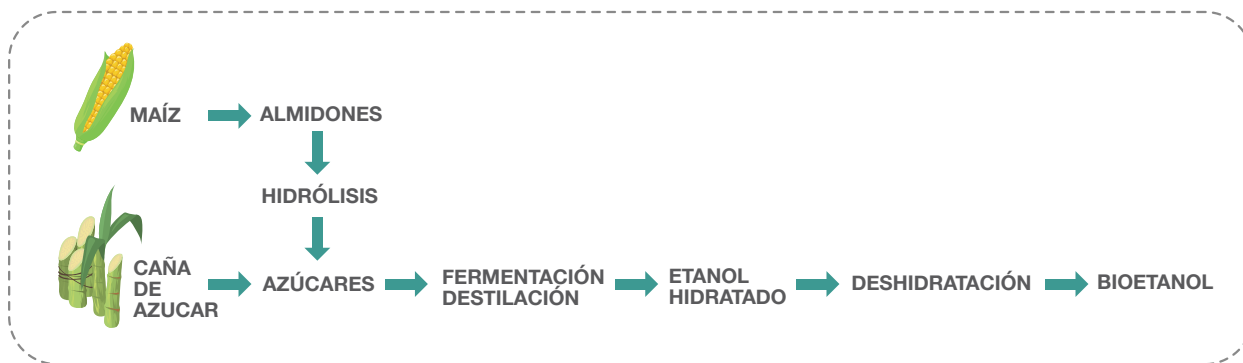 MAÍZ
ALMIDONES
HIDRÓLISIS
CAÑA
DE
AZUCAR
AZÚCARES
FERMENTACIÓN
DESTILACIÓN
ETANOL
HIDRATADO
DESHIDRATACIÓN
BIOETANOL